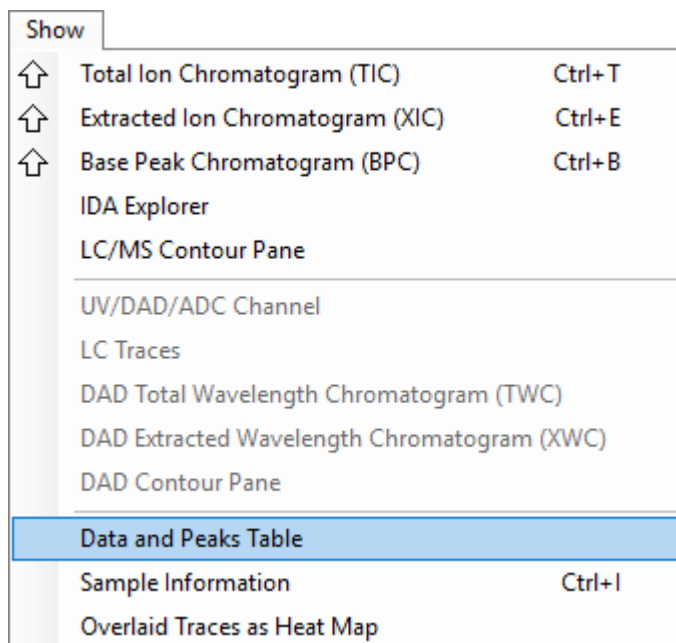 Show
Total Ion Chromatogram (TIC) Ctrl+T
Extracted Ion Chromatogram (XIC) Ctrl+E
Base Peak Chromatogram (BPC) Ctrl+B
IDA Explorer
LC/MS Contour Pane
UV/DAD/ADC Channel
LC Traces
DAD Total Wavelength Chromatogram (TWC)
DAD Extracted Wavelength Chromatogram (XWC)
DAD Contour Pane
Data and Peaks Table
Sample Information Ctrl+I
Overlaid Traces as Heat Map